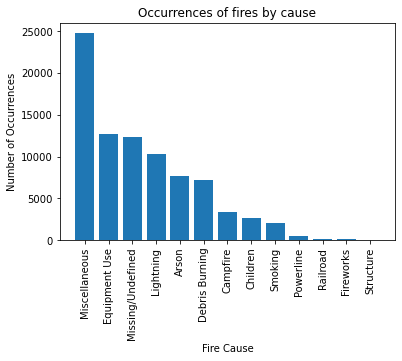 Occurrences of fires by cause
Number of Occurrences
25000
20000
15000
10000
5000
0
Miscellaneous
Equipment Use
Missing/Undefined
Lightning
Arson
Debris Burning
Campfire
Children
Smoking
Powerline
Railroad
Fireworks
Structure
Fire Cause